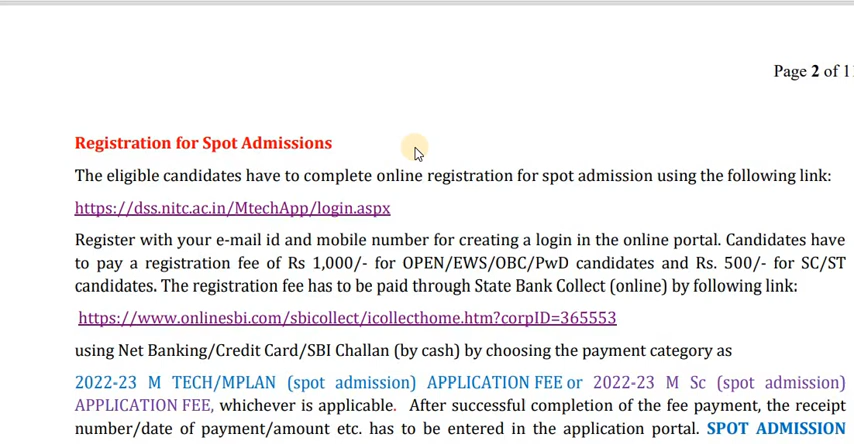 Page 2 of 1
Registration for Spot Admissions
The eligible candidates have to complete online registration for spot admission using the following link:
https://dss.nitc.ac.in/MtechApp/login.aspx
Register with your e-mail id and mobile number for creating a login in the online portal. Candidates have
to pay a registration fee of Rs 1,000/- for OPEN/EWS/OBC/PwD candidates and Rs. 500/- for SC/ST
candidates. The registration fee has to be paid through State Bank Collect (online) by following link:
https://www.onlinesbi.com/sbicollect/icollecthome.htm?corpID=365553
using Net Banking/Credit Card/SBI Challan (by cash) by choosing the payment category as
2022-23 M TECH/MPLAN (spot admission) APPLICATION FEE or 2022-23 M Sc (spot admission)
APPLICATION FEE, whichever is applicable. After successful completion of the fee payment, the receipt
number/date of payment/amount etc. has to be entered in the application portal. SPOT ADMISSION